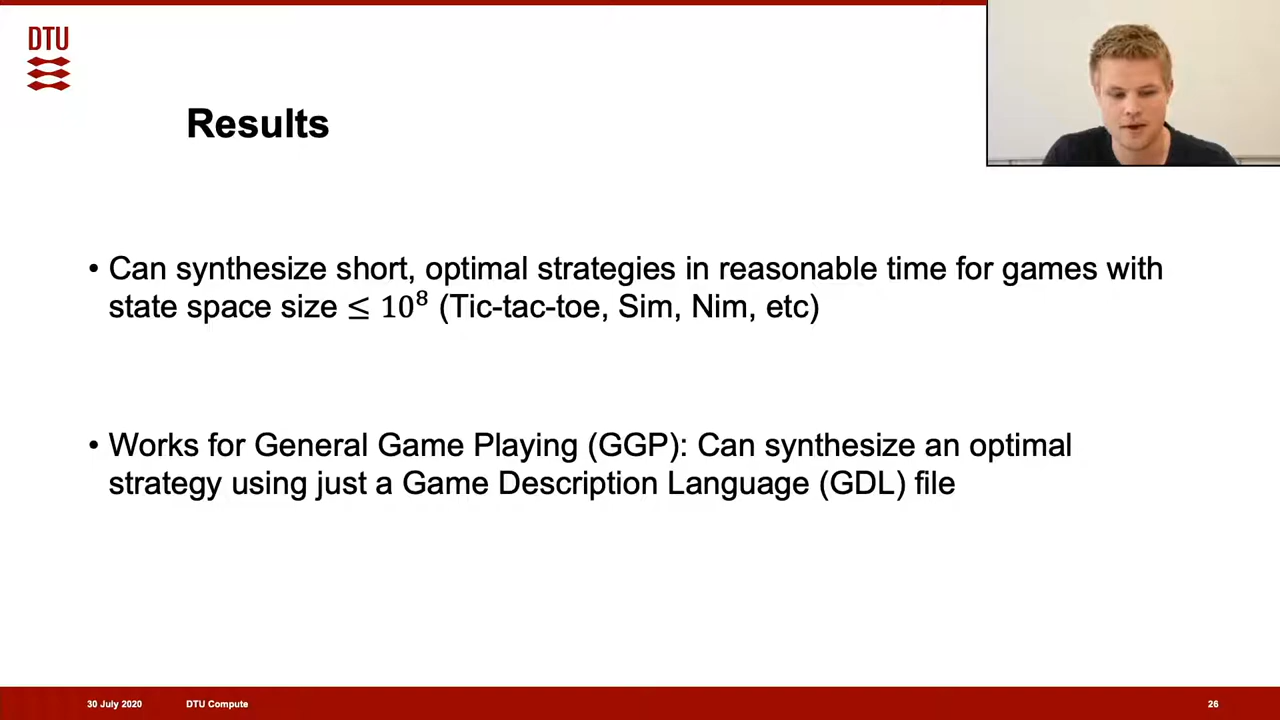 DTU
Results
• Can synthesize short, optimal strategies in reasonable time for games with
state space size ≤ 10⁸ (Tic-tac-toe, Sim, Nim, etc)
• Works for General Game Playing (GGP): Can synthesize an optimal
strategy using just a Game Description Language (GDL) file
30 July 2020 DTU Compute 26